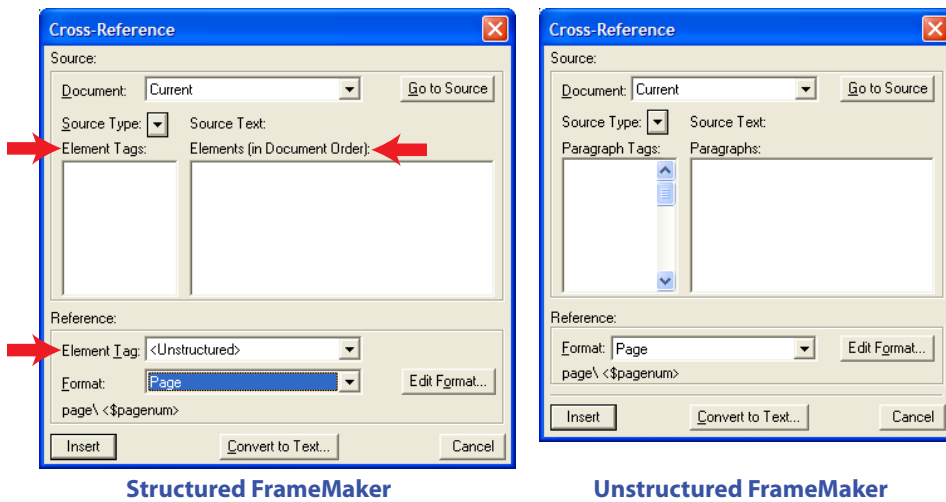 Cross-Reference
Source:
Document: Current Go to Source
Source Type: Source Text:
Element Tags: Elements (in Document Order):
Reference:
Element Tag: <Unstructured>
Format: Page Edit Format...
page\ <$pagenum>
Insert Convert to Text... Cancel
Structured FrameMaker
Cross-Reference
Source:
Document: Current Go to Source
Source Type: Source Text:
Paragraph Tags: Paragraphs:
Reference:
Format: Page Edit Format...
page\ <$pagenum>
Insert Convert to Text... Cancel
Unstructured FrameMaker